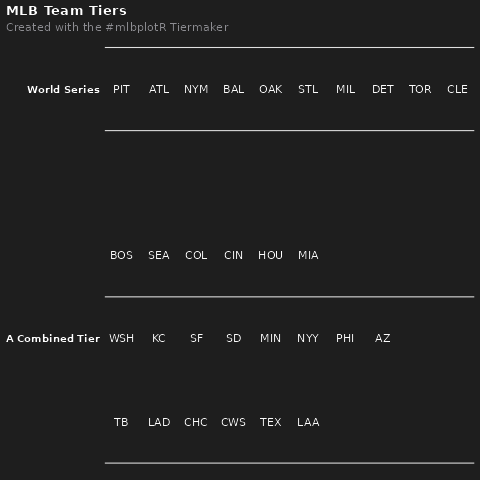 MLB Team Tiers
Created with the #mlbplotR Tiermaker
World Series PIT ATL NYM BAL OAK STL MIL DET TOR CLE
BOS SEA COL CIN HOU MIA
A Combined Tier WSH KC SF SD MIN NYY PHI AZ
TB LAD CHC CWS TEX LAA